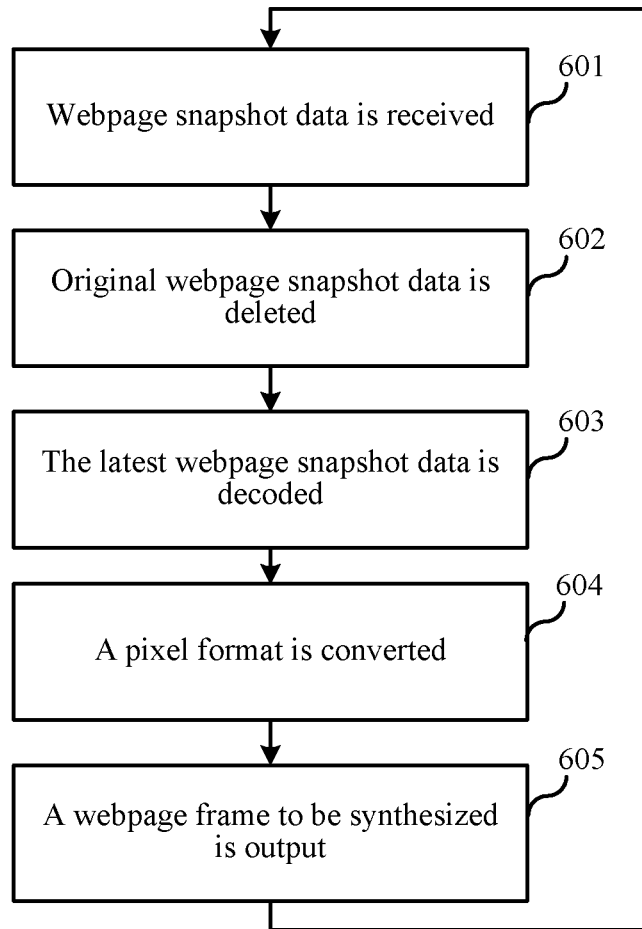 601
Webpage snapshot data is received
602
Original webpage snapshot data is
deleted
603
The latest webpage snapshot data is
decoded
604
A pixel format is converted
605
A webpage frame to be synthesized
is output